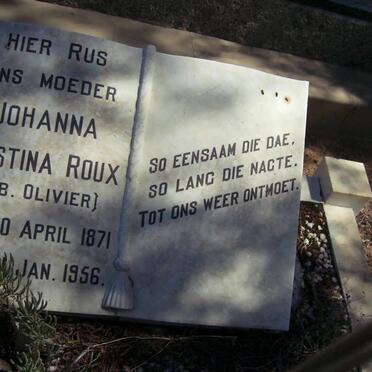 HIER RUS
NS MOEDER
JOHANNA
STINA ROUX
B. OLIVIER)
0 APRIL 1871
JAN. 1956.
SO EENSAAM DIE DAE,
SO LANG DIE NAGTE,
TOT ONS WEER ONTMOET.